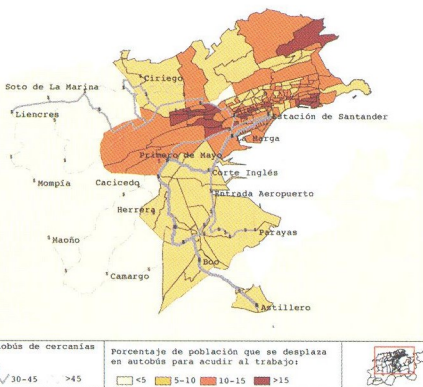 Ciriego
Soto de La Marina
Liencres
Estación de Santander
La Marga
Primero de Mayo
Corte Inglés
Mompía
Cacicedo
Entrada Aeropuerto
Herrera
Parayas
Maoño
Boo
Camargo
Astillero
obús de cercanías
30-45 >45
Porcentaje de población que se desplaza
en autobús para acudir al trabajo:
<5 5-10 10-15 >15